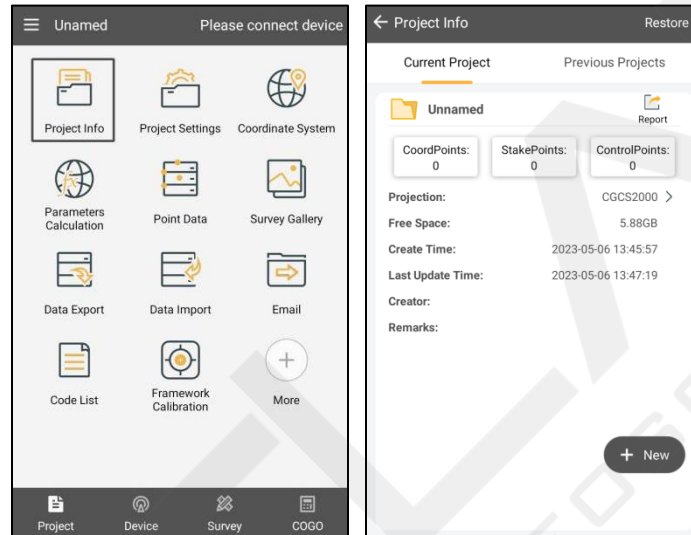 Unamed
Please connect device
Project Info
Project Settings
Coordinate System
Parameters
Calculation
Point Data
Survey Gallery
Data Export
Data Import
Email
Code List
Framework
Calibration
More
Project
Device
Survey
COGO
Project Info
Restore
Current Project
Previous Projects
Unnamed
Report
CoordPoints:
0
StakePoints:
0
ControlPoints:
0
Projection:
CGCS2000
Free Space:
5.88GB
Create Time:
2023-05-06 13:45:57
Last Update Time:
2023-05-06 13:47:19
Creator:
Remarks:
+ New